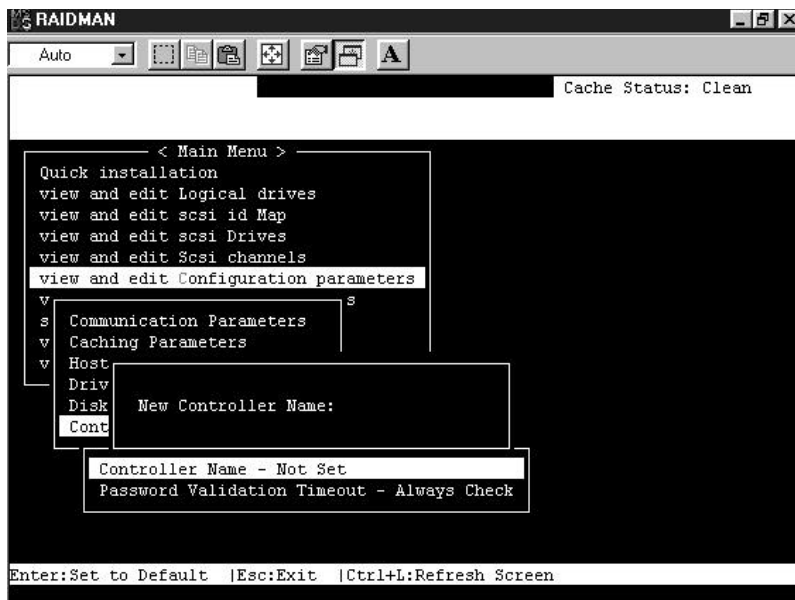 RAIDMAN
Auto
A
Cache Status: Clean
< Main Menu >
Quick installation
view and edit Logical drives
view and edit scsi id Map
view and edit scsi Drives
view and edit Scsi channels
view and edit Configuration parameters
v s
s Communication Parameters
v Caching Parameters
v Host
Driv
Disk New Controller Name:
Cont
Controller Name - Not Set
Password Validation Timeout - Always Check
Enter:Set to Default |Esc:Exit |Ctrl+L:Refresh Screen